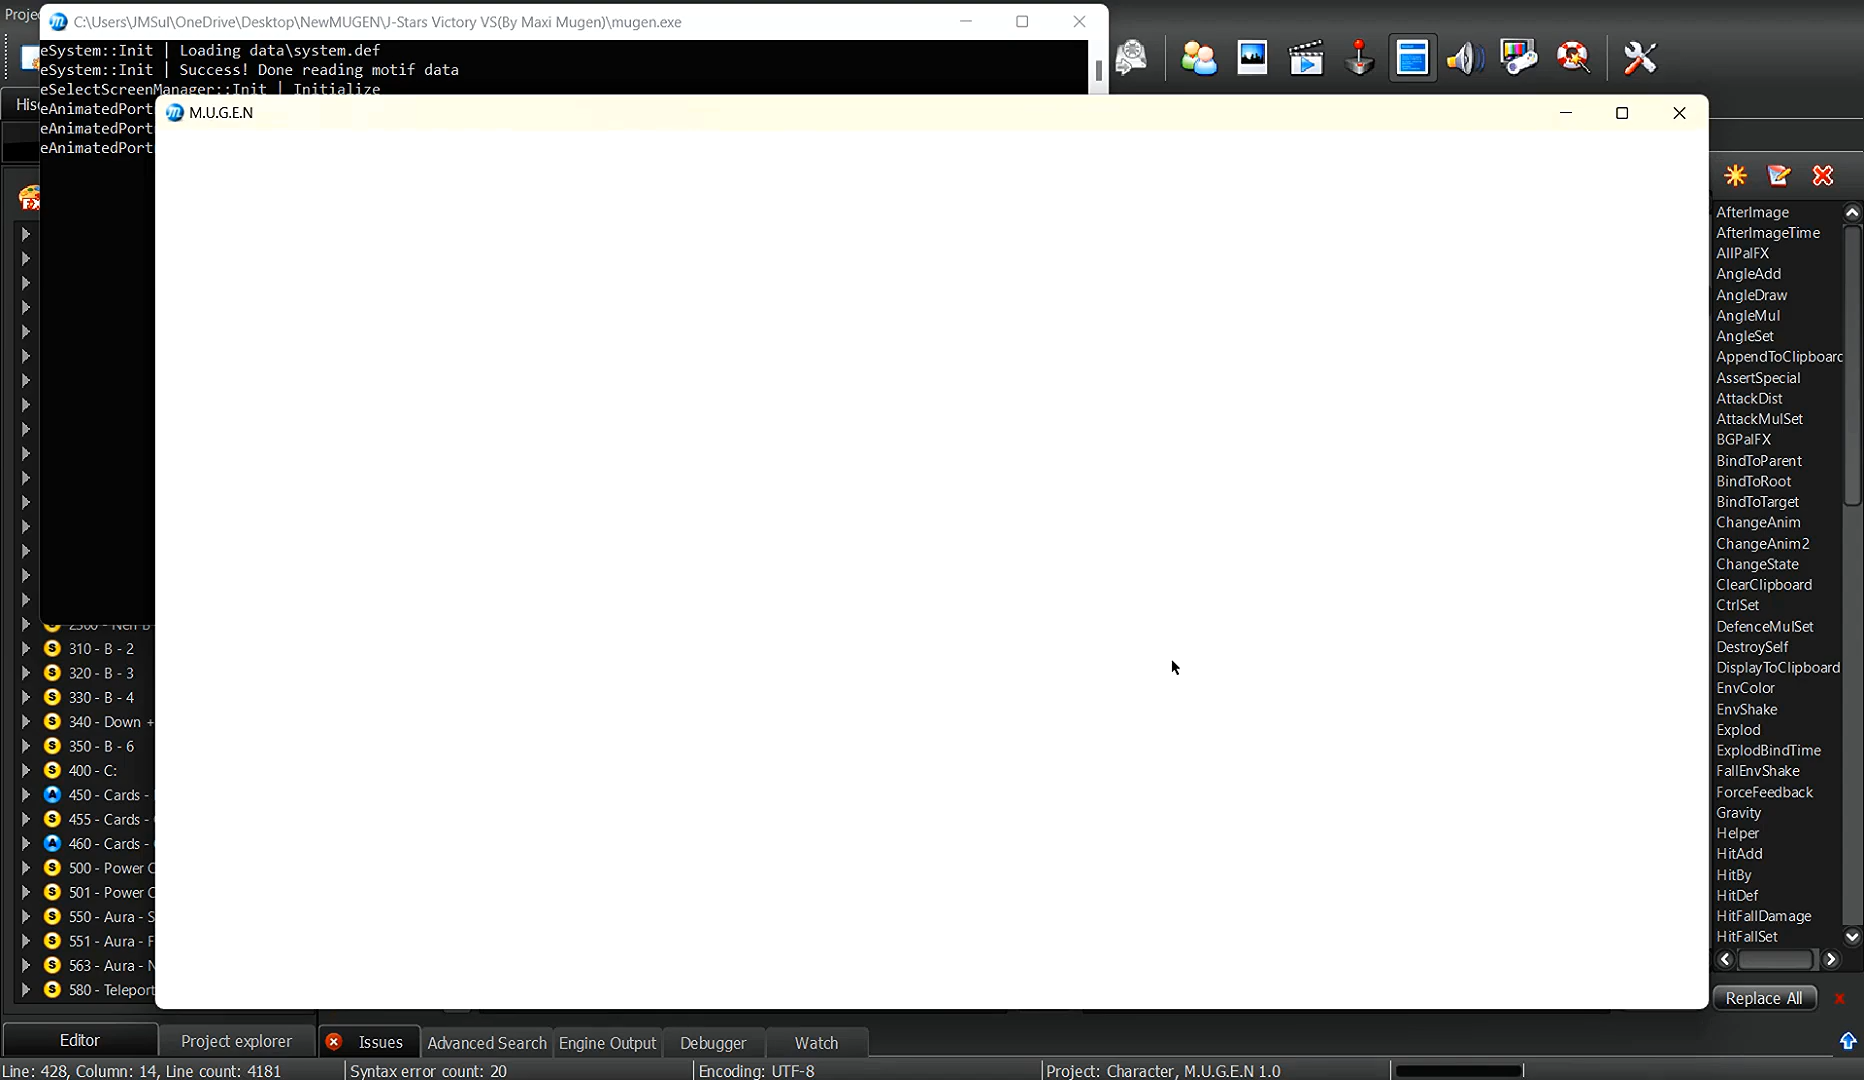 Proje
C:\Users\JMSul\OneDrive\Desktop\NewMUGEN\J-Stars Victory VS(By Maxi Mugen)\mugen.exe
eSystem::Init | Loading data\system.def
eSystem::Init | Success! Done reading motif data
eSelectScreenManager::Init | Initialize
eAnimatedPort
eAnimatedPort
eAnimatedPort
His
M.U.G.E.N
AfterImage
AfterImageTime
AllPalFX
AngleAdd
AngleDraw
AngleMul
AngleSet
AppendToClipboard
AssertSpecial
AttackDist
AttackMulSet
BGPalFX
BindToParent
BindToRoot
BindToTarget
ChangeAnim
ChangeAnim2
ChangeState
ClearClipboard
CtrlSet
DefenceMulSet
DestroySelf
DisplayToClipboard
EnvColor
EnvShake
Explod
ExplodBindTime
FallEnvShake
ForceFeedback
Gravity
Helper
HitAdd
HitBy
HitDef
HitFallDamage
HitFallSet
Replace All
310 - B - 2
320 - B - 3
330 - B - 4
340 - Down +
350 - B - 6
400 - C:
450 - Cards -
455 - Cards -
460 - Cards -
500 - Power C
501 - Power C
550 - Aura - S
551 - Aura - F
563 - Aura - N
580 - Teleport
Editor
Project explorer
Issues
Advanced Search
Engine Output
Debugger
Watch
Line: 428, Column: 14, Line count: 4181
Syntax error count: 20
Encoding: UTF-8
Project: Character, M.U.G.E.N 1.0